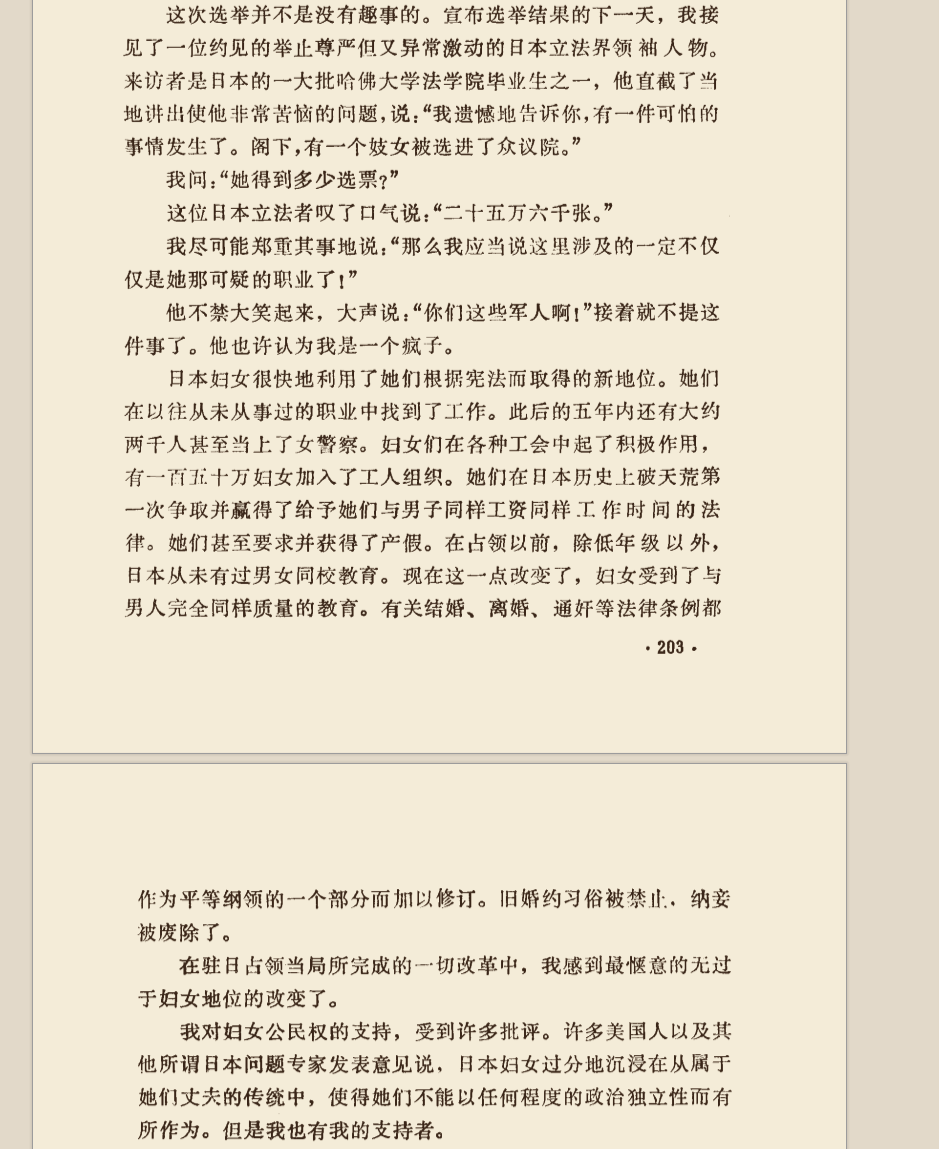 这次选举并不是没有趣事的。宣布选举结果的下一天，我接
见了一位约见的举止尊严但又异常激动的日本立法界领袖人物。
来访者是日本的一大批哈佛大学法学院毕业生之一，他直截了当
地讲出使他非常苦恼的问题，说：“我遗憾地告诉你，有一件可怕的
事情发生了。阁下，有一个妓女被选进了众议院。”
我问：“她得到多少选票？”
这位日本立法者叹了口气说：“二十五万六千张。”
我尽可能郑重其事地说：“那么我应当说这里涉及的一定不仅
仅是她那可疑的职业了！”
他不禁大笑起来，大声说：“你们这些军人啊！”接着就不提这
件事了。他也许认为我是一个疯子。
日本妇女很快地利用了她们根据宪法而取得的新地位。她们
在以往从未从事过的职业中找到了工作。此后的五年内还有大约
两千人甚至当上了女警察。妇女们在各种工会中起了积极作用，
有一百五十万妇女加入了工人组织。她们在日本历史上破天荒第
一次争取并赢得了给予她们与男子同样工资同样工作时间的法
律。她们甚至要求并获得了产假。在占领以前，除低年级以外，
日本从未有过男女同校教育。现在这一点改变了，妇女受到了与
男人完全同样质量的教育。有关结婚、离婚、通奸等法律条例都
·203·
作为平等纲领的一个部分而加以修订。旧婚约习俗被禁止．纳妾
被废除了。
在驻日占领当局所完成的一切改革中，我感到最惬意的无过
于妇女地位的改变了。
我对妇女公民权的支持，受到许多批评。许多美国人以及其
他所谓日本问题专家发表意见说，日本妇女过分地沉浸在从属于
她们丈夫的传统中，使得她们不能以任何程度的政治独立性而有
所作为。但是我也有我的支持者。